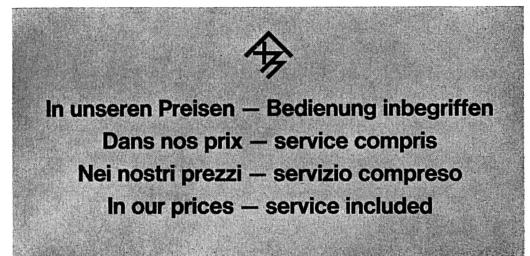 In unseren Preisen — Bedienung inbegriffen
Dans nos prix — service compris
Nei nostri prezzi — servizio compreso
In our prices — service included